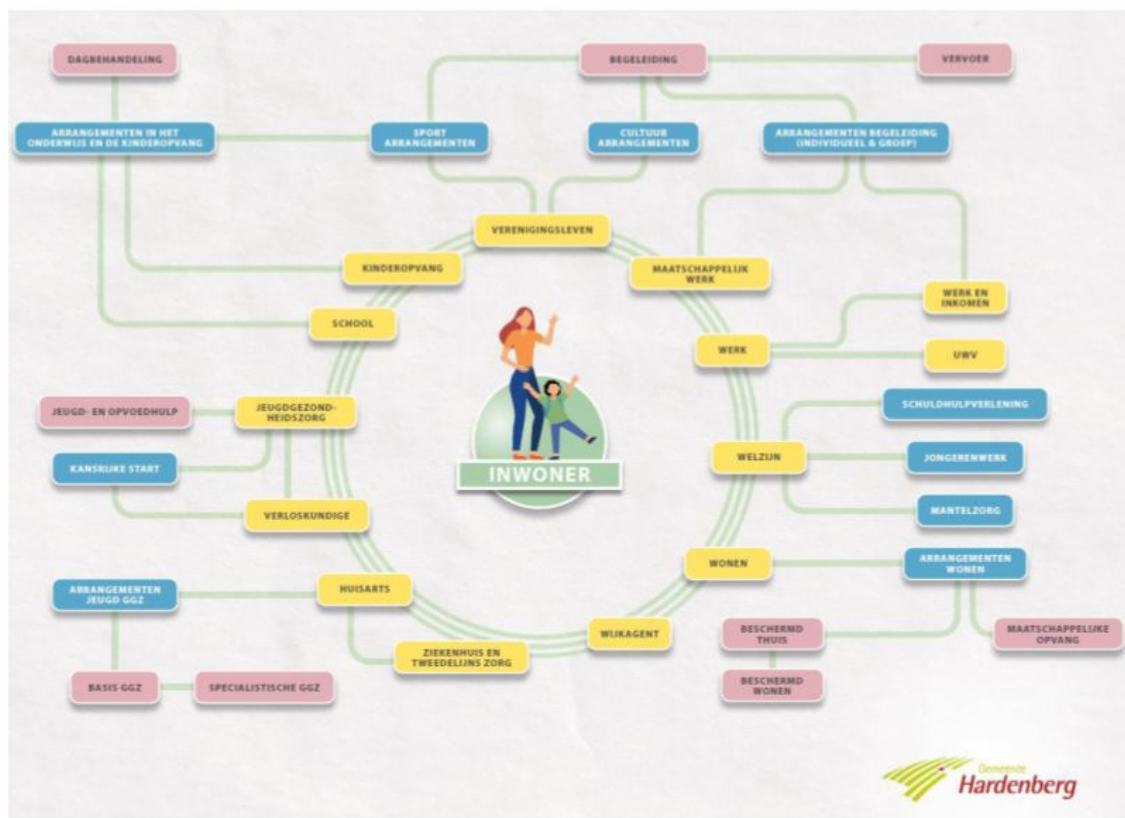 DAGBEHANDELING
BEGELEIDING
VERVOER
ARRANGEMENTEN IN HET
ONDERWIJS EN DE KINDEROPVANG
SPORT
ARRANGEMENTEN
CULTUUR
ARRANGEMENTEN
ARRANGEMENTEN BEGELEIDING
(INDIVIDUEEL & GROEP)
VERENIGINGSLEVEN
KINDEROPVANG
MAATSCHAPPELIJK
WERK
WERK EN
INKOMEN
SCHOOL
WERK
UWV
JEUGD- EN OPVOEDHULP
JEUGDGEZOND-
HEIDSZORG
SCHULDHULPVERLENING
KANSRIJKE START
INWONER
WELZIJN
JONGERENWERK
VERLOSKUNDIGE
MANTELZORG
ARRANGEMENTEN
JEUGD GGZ
HUISARTS
WONEN
ARRANGEMENTEN
WONEN
ZIEKENHUIS EN
TWEEDELIJNS ZORG
WIJKAGENT
BESCHERMD
THUIS
MAATSCHAPPELIJKE
OPVANG
BASIS GGZ
SPECIALISTISCHE GGZ
BESCHERMD
WONEN
Gemeente
Hardenberg